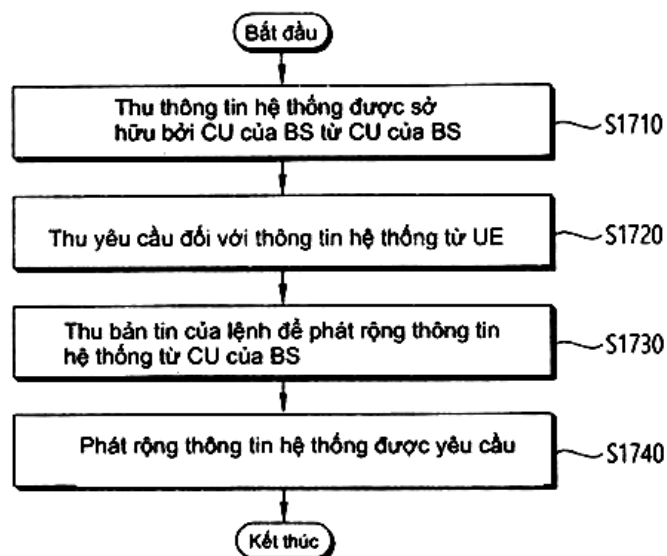 Bắt đầu
Thu thông tin hệ thống được sở
hữu bởi CU của BS từ CU của BS
S1710
Thu yêu cầu đối với thông tin hệ thống từ UE
S1720
Thu bản tin của lệnh để phát rộng thông tin
hệ thống từ CU của BS
S1730
Phát rộng thông tin hệ thống được yêu cầu
S1740
Kết thúc